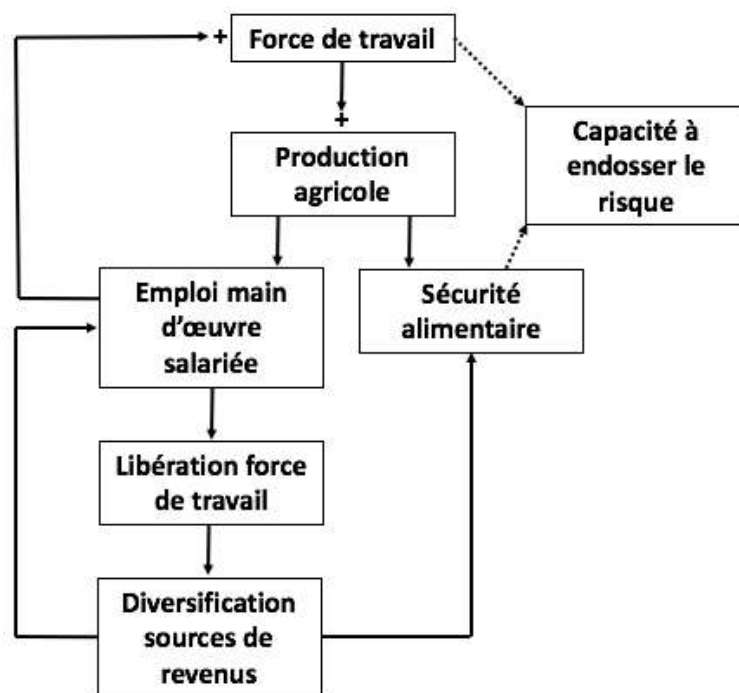 + Force de travail
+
Capacité à
endosser le
risque
Production
agricole
Emploi main
d'œuvre
salariée
Sécurité
alimentaire
Libération force
de travail
Diversification
sources de
revenus